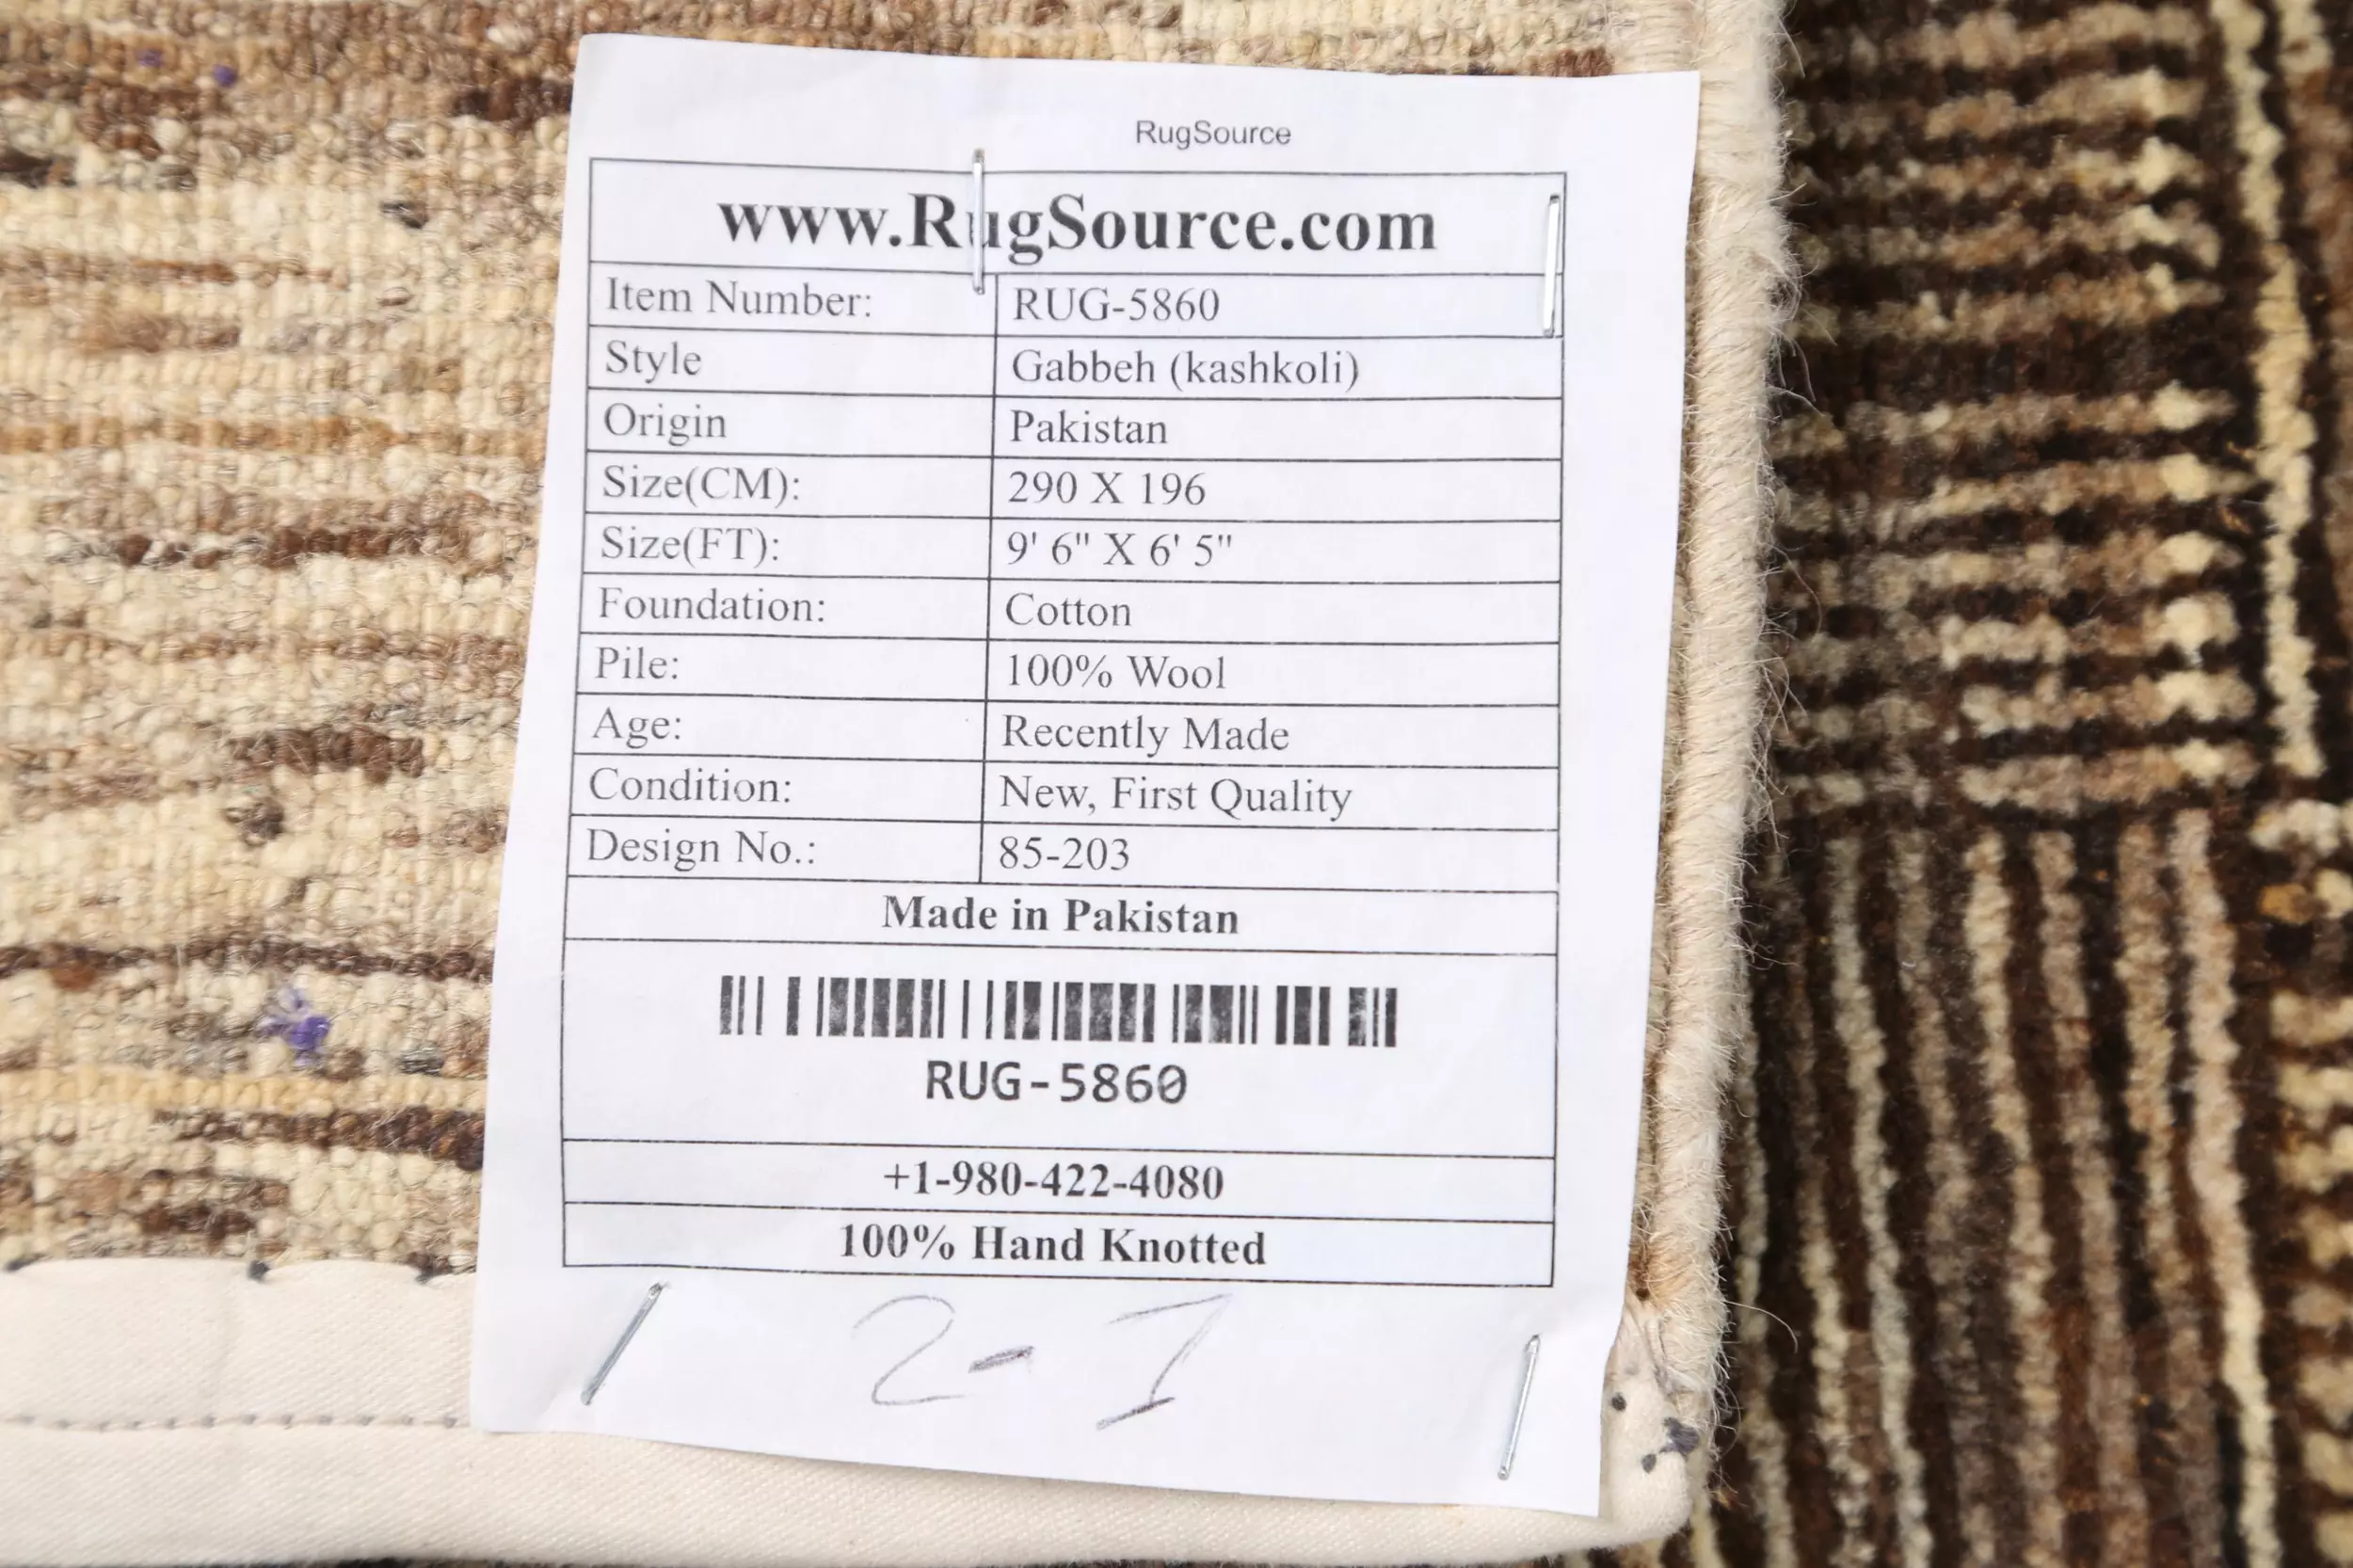 RugSource
www.RugSource.com
Item Number: RUG-5860
Style Gabbeh (kashkoli)
Origin Pakistan
Size(CM): 290 X 196
Size(FT): 9' 6" X 6' 5"
Foundation: Cotton
Pile: 100% Wool
Age: Recently Made
Condition: New, First Quality
Design No.: 85-203
Made in Pakistan
RUG-5860
+1-980-422-4080
100% Hand Knotted
2-1